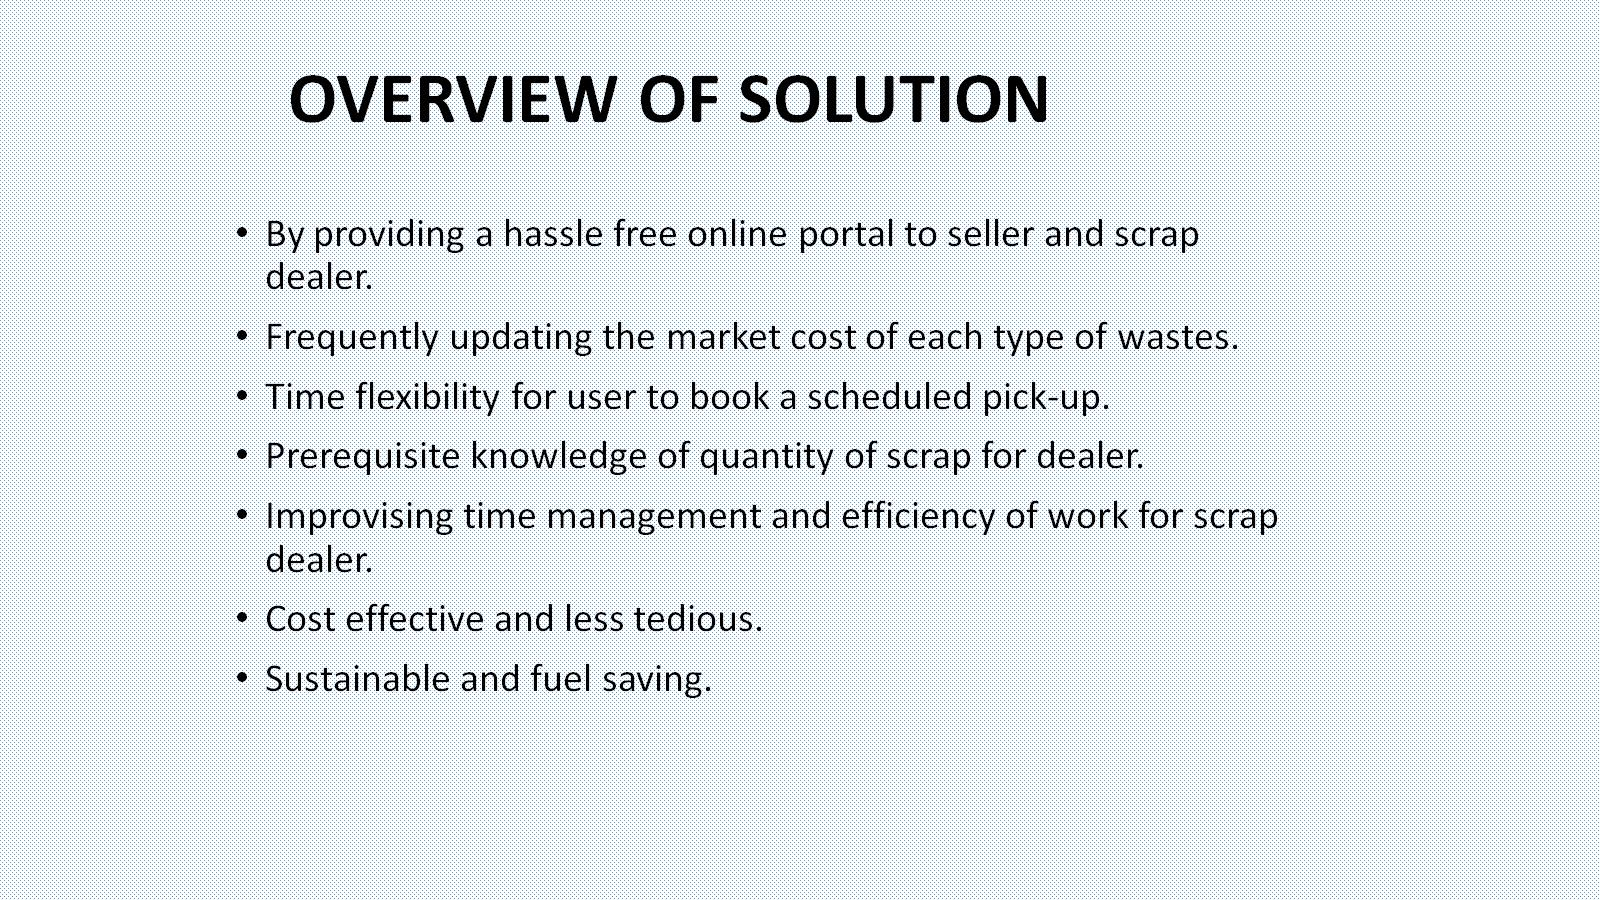 OVERVIEW OF SOLUTION
• By providing a hassle free online portal to seller and scrap
dealer.
• Frequently updating the market cost of each type of wastes.
• Time flexibility for user to book a scheduled pick-up.
• Prerequisite knowledge of quantity of scrap for dealer.
• Improvising time management and efficiency of work for scrap
dealer.
• Cost effective and less tedious.
• Sustainable and fuel saving.